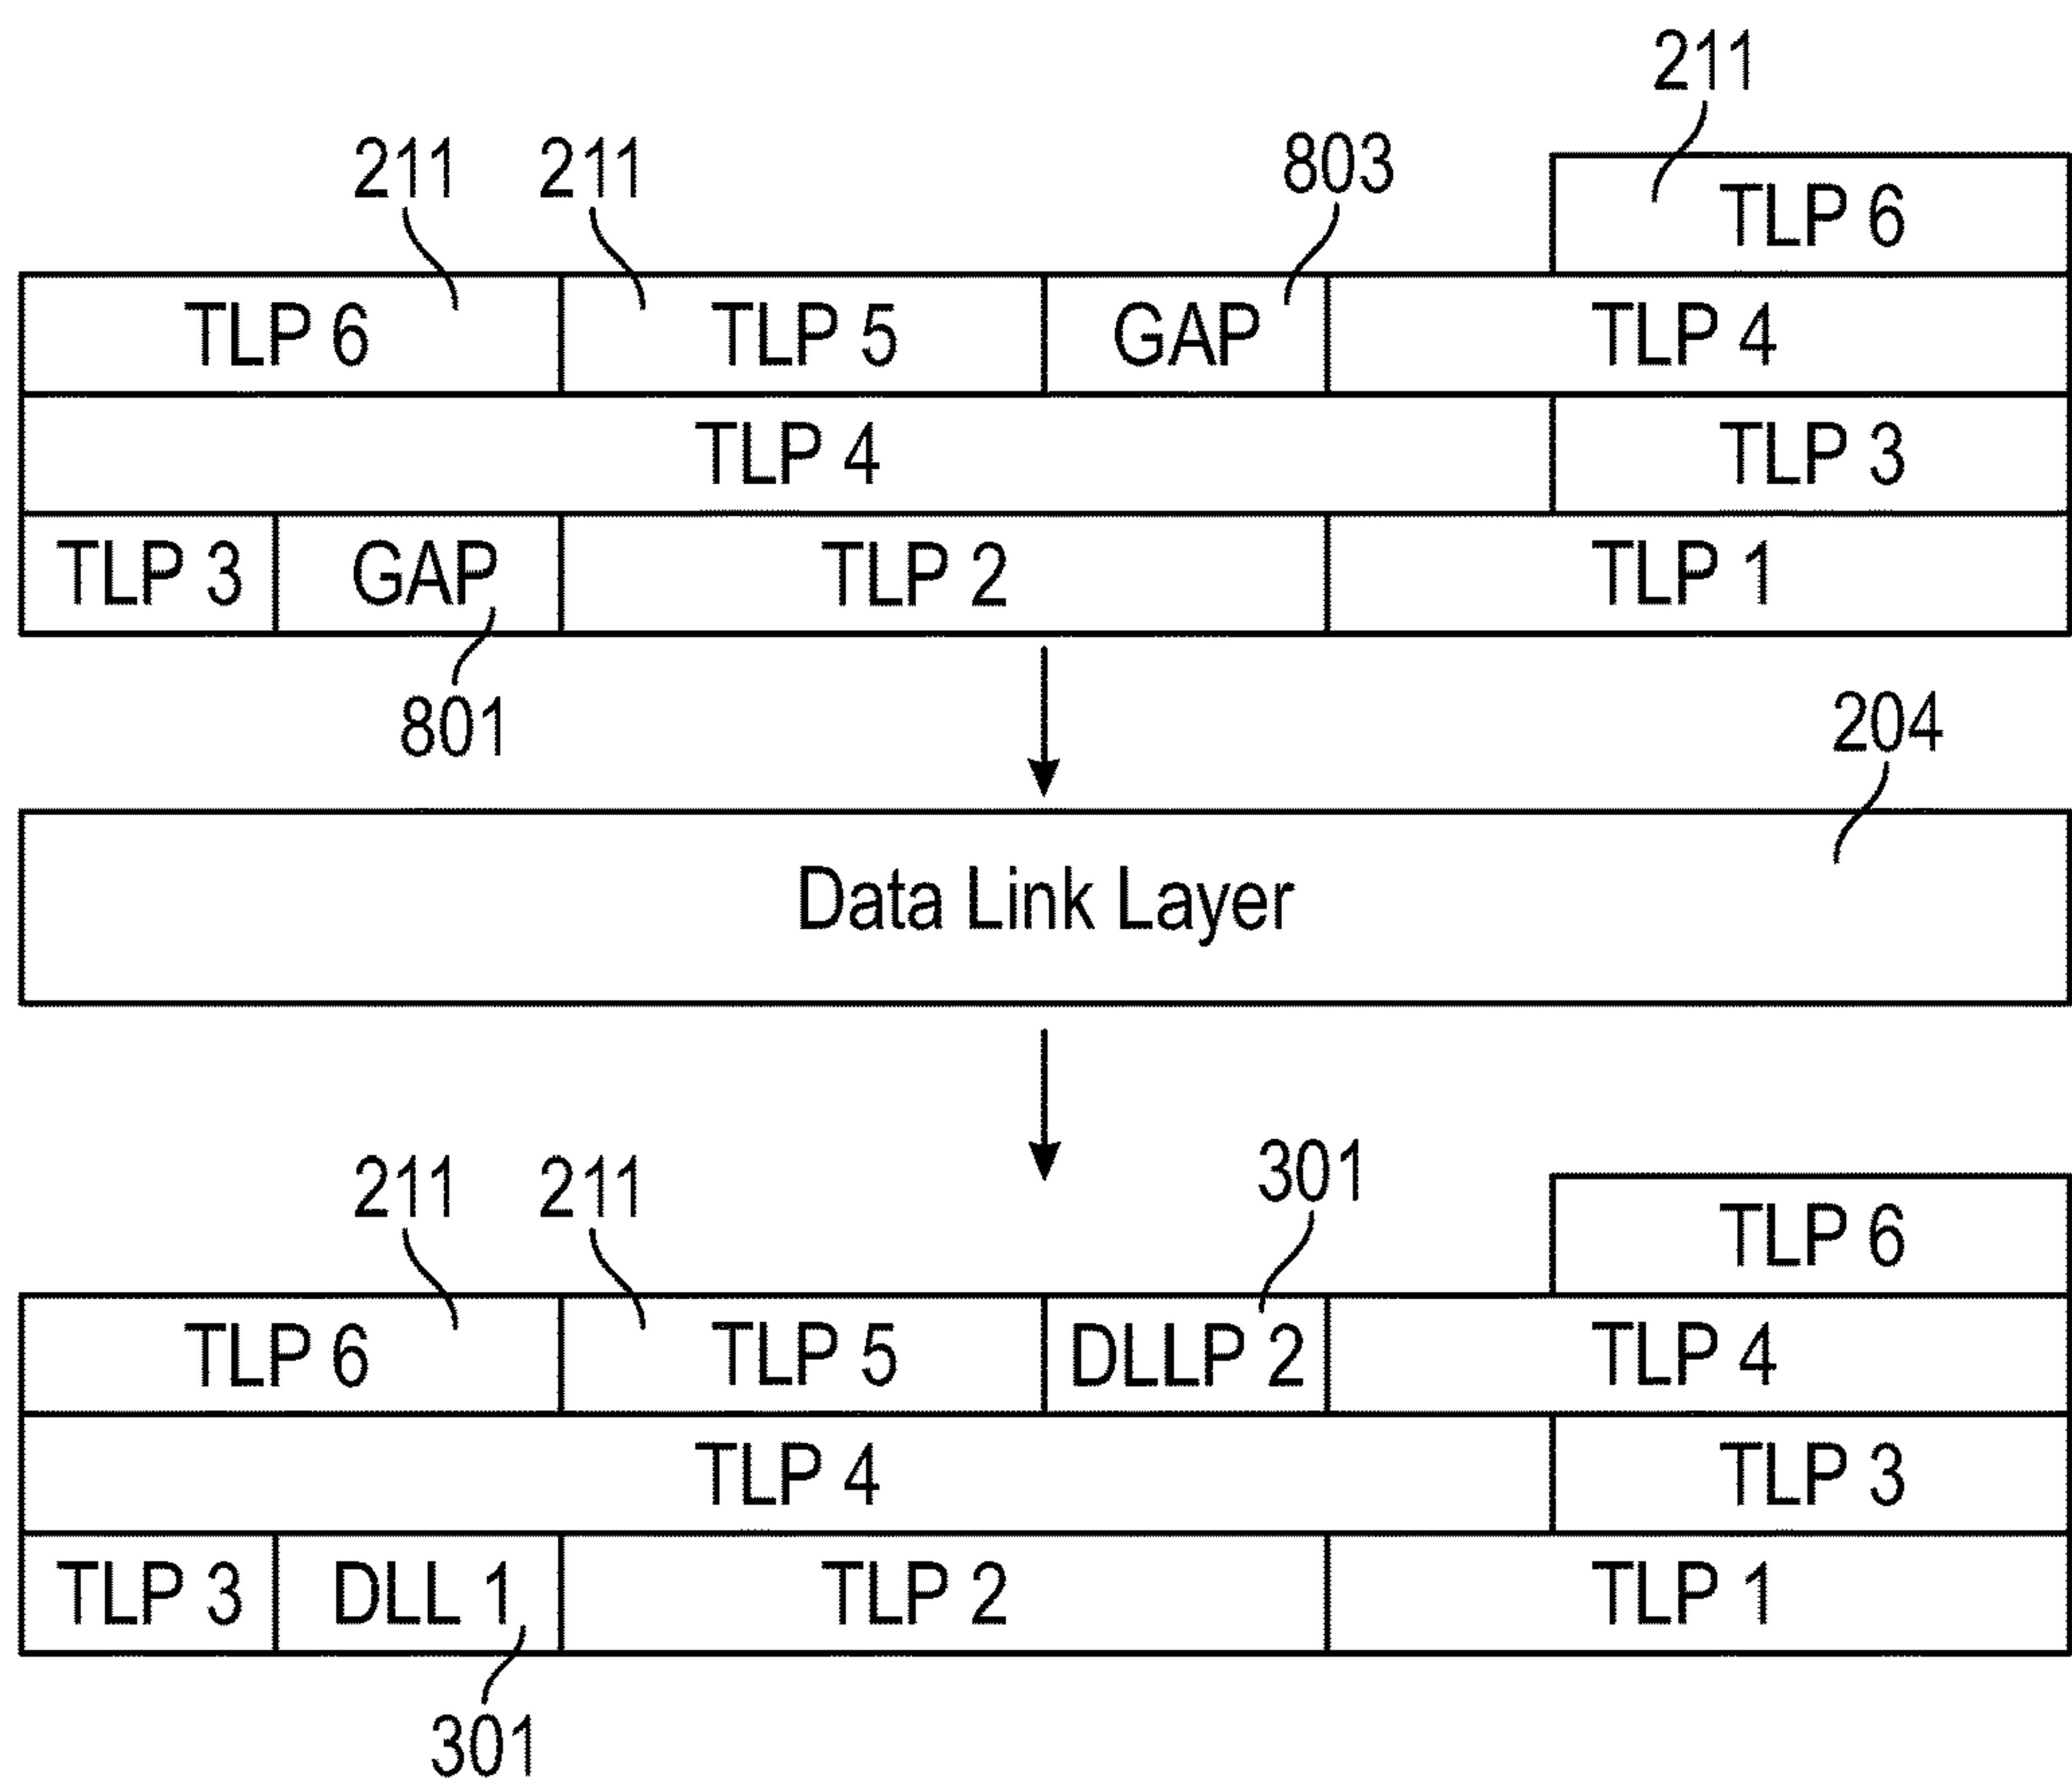 211
211 211 803
TLP 6
TLP 6 TLP 5 GAP TLP 4
TLP 4 TLP 3
TLP 3 GAP TLP 2 TLP 1
801
204
Data Link Layer
211 211 301
TLP 6
TLP 6 TLP 5 DLLP 2 TLP 4
TLP 4 TLP 3
TLP 3 DLL 1 TLP 2 TLP 1
301